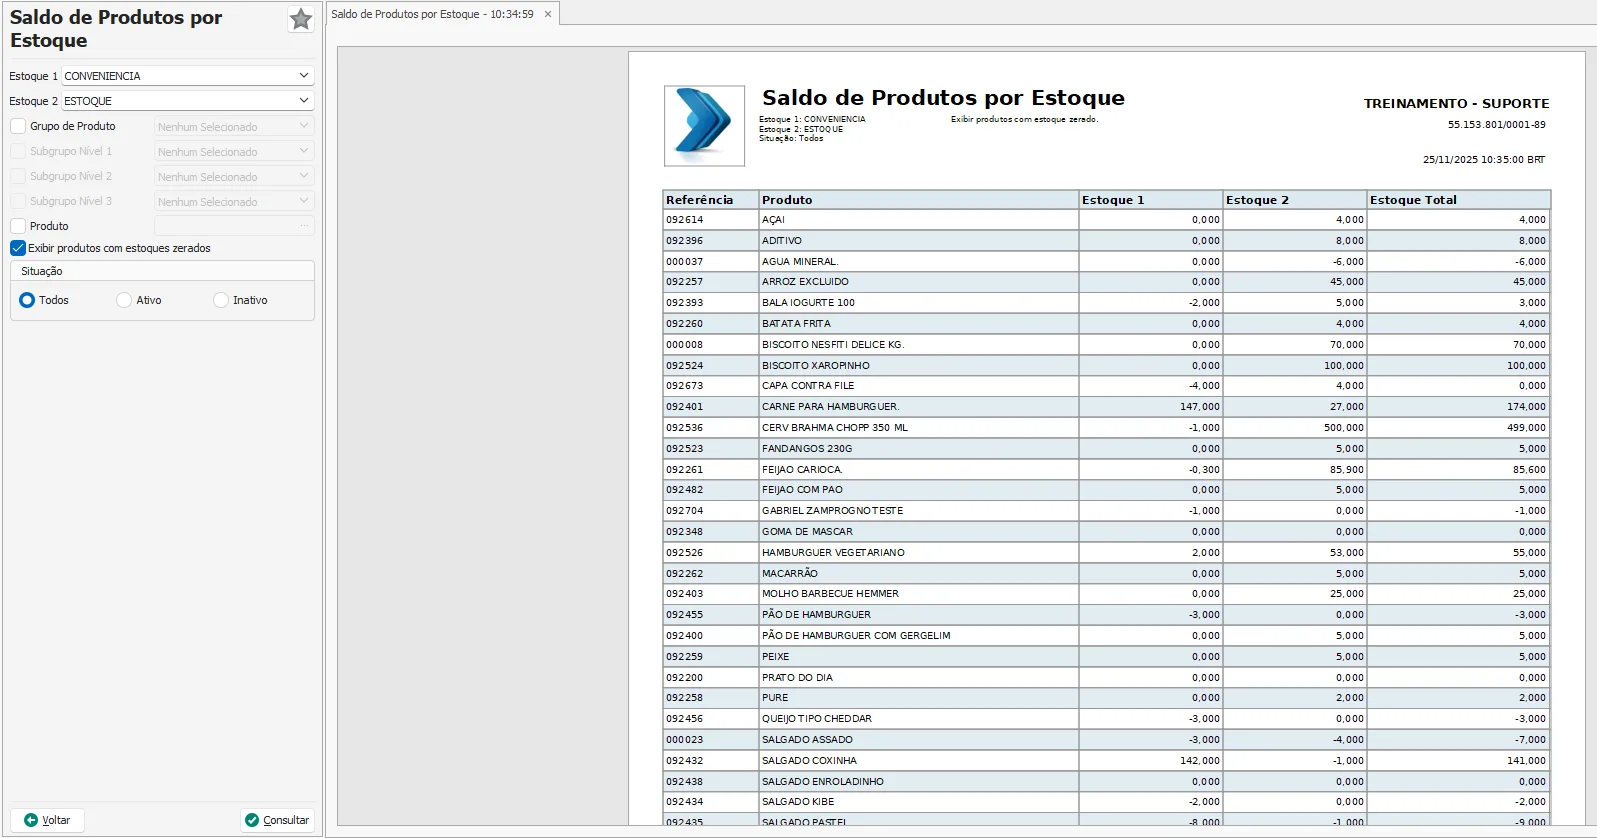 Saldo de Produtos por
Estoque
Estoque 1 CONVENIENCIA
Estoque 2 ESTOQUE
Grupo de Produto Nenhum Selecionado
Subgrupo Nível 1 Nenhum Selecionado
Subgrupo Nível 2 Nenhum Selecionado
Subgrupo Nível 3 Nenhum Selecionado
Produto ...
Exibir produtos com estoques zerados
Situação
Todos Ativo Inativo
Voltar Consultar
Saldo de Produtos por Estoque - 10:34:59 ×
Saldo de Produtos por Estoque
Estoque 1: CONVENIENCIA Exibir produtos com estoque zerado.
Estoque 2: ESTOQUE
Situação: Todos
TREINAMENTO - SUPORTE
55.153.801/0001-89
25/11/2025 10:35:00 BRT
Referência Produto Estoque 1 Estoque 2 Estoque Total
092614 AÇAI 0,000 4,000 4,000
092396 ADITIVO 0,000 8,000 8,000
000037 AGUA MINERAL. 0,000 -6,000 -6,000
092257 ARROZ EXCLUIDO 0,000 45,000 45,000
092393 BALA IOGURTE 100 -2,000 5,000 3,000
092260 BATATA FRITA 0,000 4,000 4,000
000008 BISCOITO NESFITI DELICE KG. 0,000 70,000 70,000
092524 BISCOITO XAROPINHO 0,000 100,000 100,000
092673 CAPA CONTRA FILE -4,000 4,000 0,000
092401 CARNE PARA HAMBURGUER. 147,000 27,000 174,000
092536 CERV BRAHMA CHOPP 350 ML -1,000 500,000 499,000
092523 FANDANGOS 230G 0,000 5,000 5,000
092261 FEIJAO CARIOCA. -0,300 85,900 85,600
092482 FEIJAO COM PAO 0,000 5,000 5,000
092704 GABRIEL ZAMPROGNO TESTE -1,000 0,000 -1,000
092348 GOMA DE MASCAR 0,000 0,000 0,000
092526 HAMBURGUER VEGETARIANO 2,000 53,000 55,000
092262 MACARRÃO 0,000 5,000 5,000
092403 MOLHO BARBECUE HEMMER 0,000 25,000 25,000
092455 PÃO DE HAMBURGUER -3,000 0,000 -3,000
092400 PÃO DE HAMBURGUER COM GERGELIM 0,000 5,000 5,000
092259 PEIXE 0,000 5,000 5,000
092200 PRATO DO DIA 0,000 0,000 0,000
092258 PURE 0,000 2,000 2,000
092456 QUEIJO TIPO CHEDDAR -3,000 0,000 -3,000
000023 SALGADO ASSADO -3,000 -4,000 -7,000
092432 SALGADO COXINHA 142,000 -1,000 141,000
092438 SALGADO ENROLADINHO 0,000 0,000 0,000
092434 SALGADO KIBE -2,000 0,000 -2,000
092435 SALGADO PASTEL -8,000 -1,000 -9,000